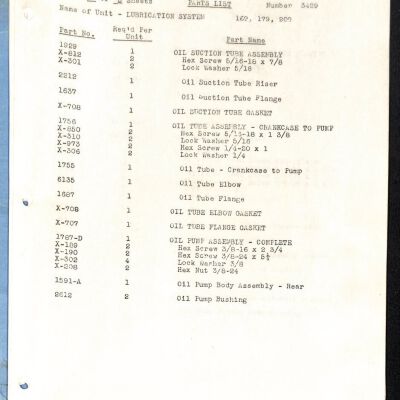 Sheets PARTS LIST Number 3429
Name of Unit - LUBRICATION SYSTEM 162, 179, 209
Part No. Req'd Per Unit Part Name
1929 1 OIL SUCTION TUBE ASSEMBLY
X-812 2 Hex Screw 5/16-18 x 7/8
X-301 2 Lock Washer 5/16
2212 1 Oil Suction Tube Riser
1637 1 Oil Suction Tube Flange
X-708 1 OIL SUCTION TUBE GASKET
1756 1 OIL TUBE ASSEMBLY - CRANKCASE TO PUMP
X-850 2 Hex Screw 5/16-18 x 1 3/8
X-310 2 Lock Washer 5/16
X-973 2 Hex Screw 1/4-20 x 1
X-306 2 Lock Washer 1/4
1755 1 Oil Tube - Crankcase to Pump
6135 1 Oil Tube Elbow
1687 1 Oil Tube Flange
X-708 1 OIL TUBE ELBOW GASKET
X-707 1 OIL TUBE FLANGE GASKET
1787-D 1 OIL PUMP ASSEMBLY - COMPLETE
X-189 2 Hex Screw 3/8-16 x 2 3/4
X-190 2 Hex Screw 3/8-24 x 5½
X-302 4 Lock Washer 3/8
X-208 2 Hex Nut 3/8-24
1591-A 1 Oil Pump Body Assembly - Rear
2612 2 Oil Pump Bushing